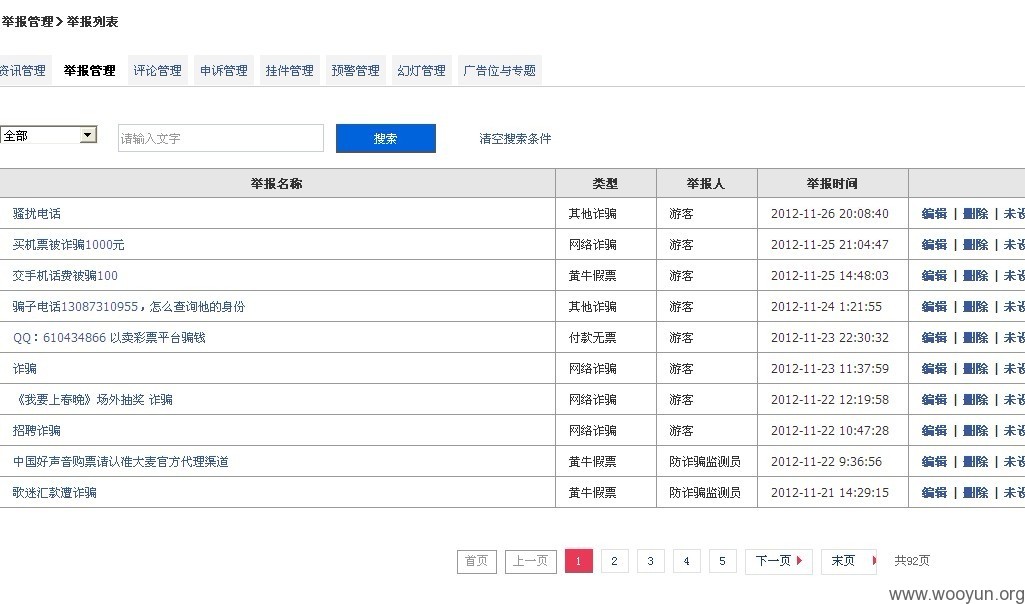 举报管理 > 举报列表
资讯管理 举报管理 评论管理 申诉管理 挂件管理 预警管理 幻灯管理 广告位与专题
全部 请输入文字 搜索 清空搜索条件
举报名称 类型 举报人 举报时间
骚扰电话 其他诈骗 游客 2012-11-26 20:08:40 编辑 | 删除 | 未设
买机票被诈骗1000元 网络诈骗 游客 2012-11-25 21:04:47 编辑 | 删除 | 未设
交手机话费被骗100 黄牛假票 游客 2012-11-25 14:48:03 编辑 | 删除 | 未设
骗子电话13087310955，怎么查询他的身份 其他诈骗 游客 2012-11-24 1:21:55 编辑 | 删除 | 未设
QQ：610434866 以卖彩票平台骗钱 付款无票 游客 2012-11-23 22:30:32 编辑 | 删除 | 未设
诈骗 网络诈骗 游客 2012-11-23 11:37:59 编辑 | 删除 | 未设
《我要上春晚》场外抽奖 诈骗 网络诈骗 游客 2012-11-22 12:19:58 编辑 | 删除 | 未设
招聘诈骗 网络诈骗 游客 2012-11-22 10:47:28 编辑 | 删除 | 未设
中国好声音购票请认准大麦官方代理渠道 黄牛假票 防诈骗监测员 2012-11-22 9:36:56 编辑 | 删除 | 未设
歌迷汇款遭诈骗 黄牛假票 防诈骗监测员 2012-11-21 14:29:15 编辑 | 删除 | 未设
首页 上一页 1 2 3 4 5 下一页 末页 共92页
www.wooyun.org